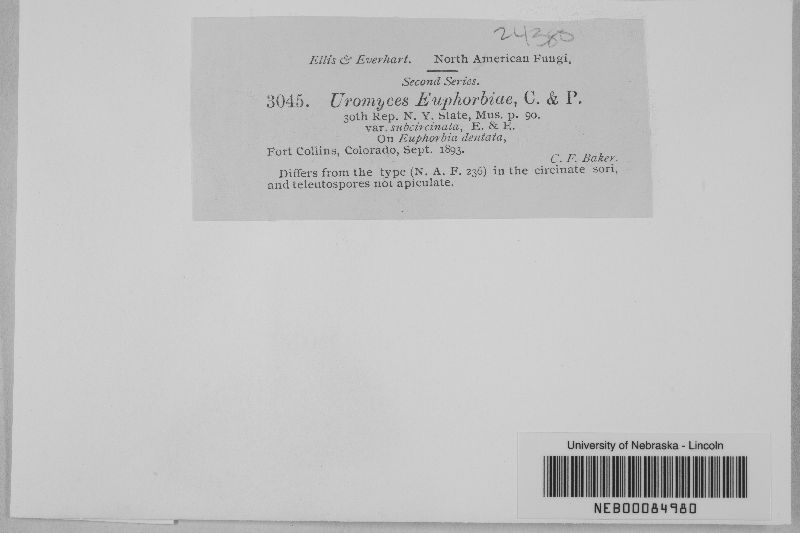 24380
Ellis & Everhart. North American Fungi,
Second Series.
3045. Uromyces Euphorbiae, C. & P.
30th Rep. N. Y. State, Mus. p. 90.
var. subcircinata, E. & E.
On Euphorbia dentata,
Fort Collins, Colorado, Sept. 1893.
C. F. Baker.
Differs from the type (N. A. F. 236) in the circinate sori,
and teleutospores not apiculate.
University of Nebraska - Lincoln
NEB00084980